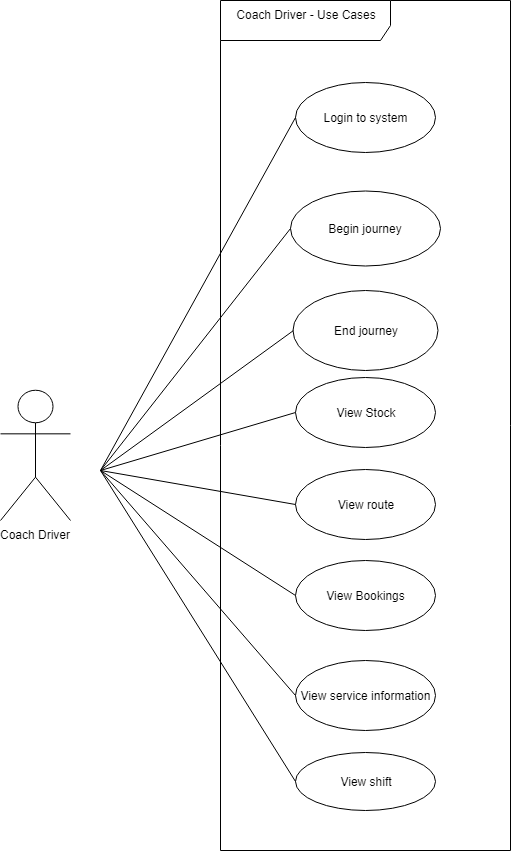 Coach Driver - Use Cases
Login to system
Begin journey
End journey
View Stock
View route
Coach Driver
View Bookings
View service information
View shift